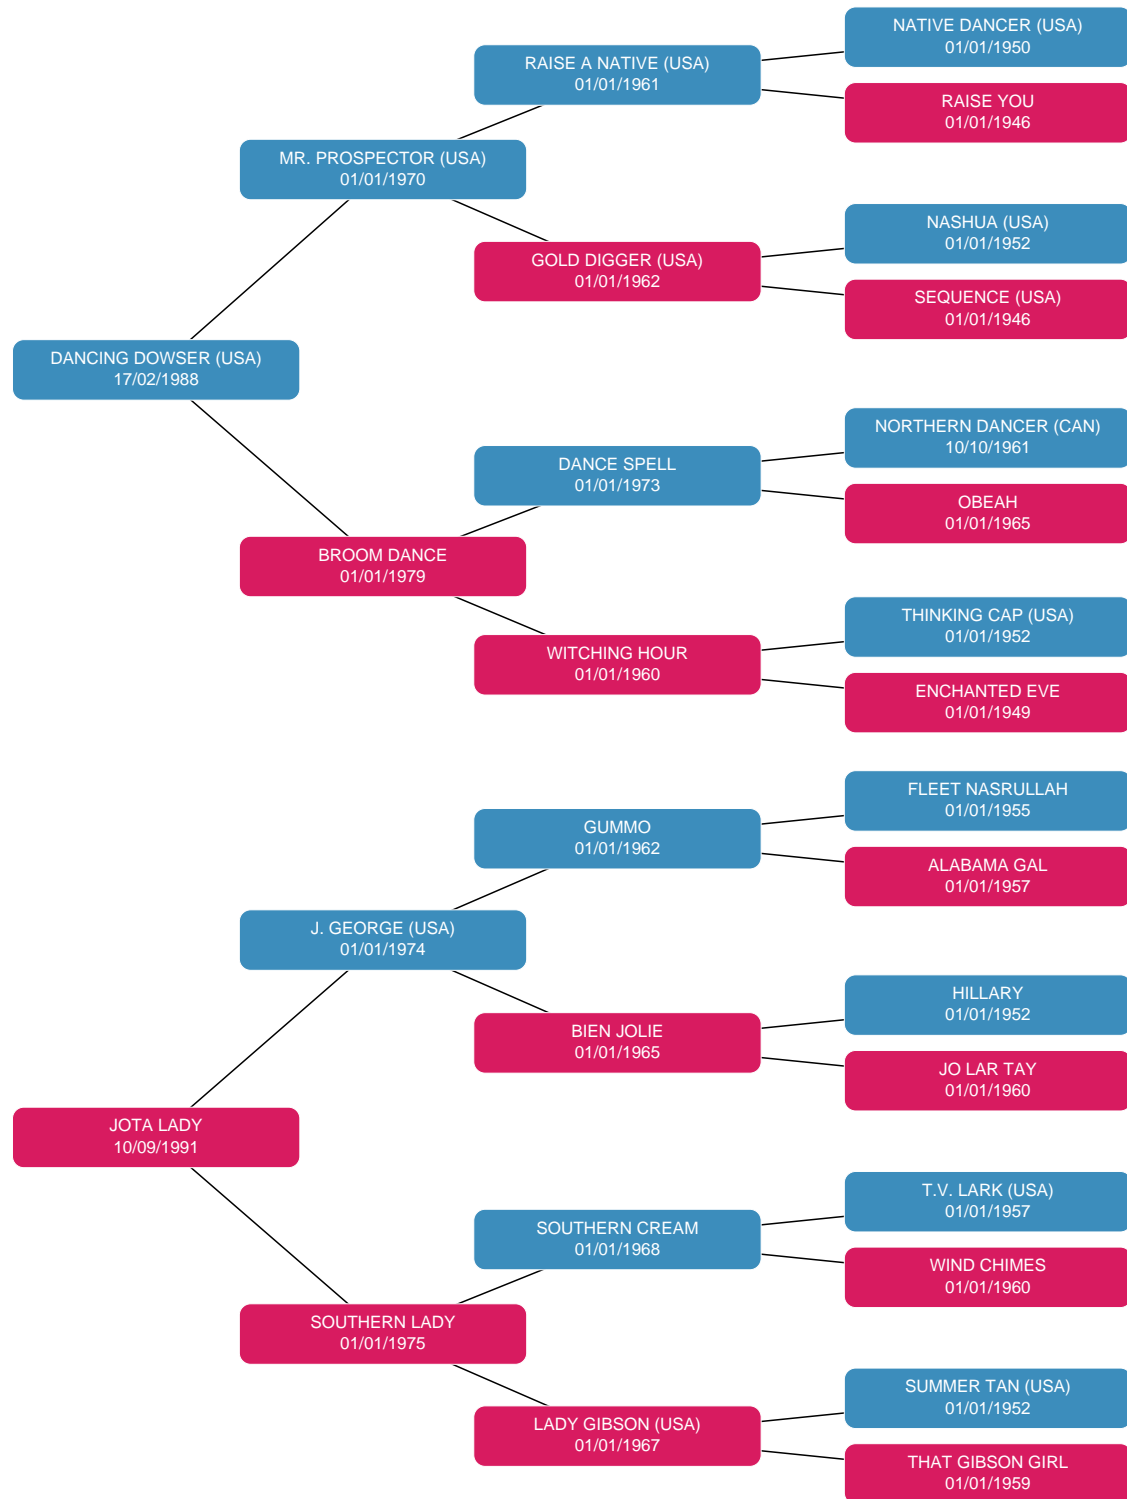 NATIVE DANCER (USA)
01/01/1950
RAISE A NATIVE (USA)
01/01/1961
RAISE YOU
01/01/1946
MR. PROSPECTOR (USA)
01/01/1970
NASHUA (USA)
01/01/1952
GOLD DIGGER (USA)
01/01/1962
SEQUENCE (USA)
01/01/1946
DANCING DOWSER (USA)
17/02/1988
NORTHERN DANCER (CAN)
10/10/1961
DANCE SPELL
01/01/1973
OBEAH
01/01/1965
BROOM DANCE
01/01/1979
THINKING CAP (USA)
01/01/1952
WITCHING HOUR
01/01/1960
ENCHANTED EVE
01/01/1949
FLEET NASRULLAH
01/01/1955
GUMMO
01/01/1962
ALABAMA GAL
01/01/1957
J. GEORGE (USA)
01/01/1974
HILLARY
01/01/1952
BIEN JOLIE
01/01/1965
JO LAR TAY
01/01/1960
JOTA LADY
10/09/1991
T.V. LARK (USA)
01/01/1957
SOUTHERN CREAM
01/01/1968
WIND CHIMES
01/01/1960
SOUTHERN LADY
01/01/1975
SUMMER TAN (USA)
01/01/1952
LADY GIBSON (USA)
01/01/1967
THAT GIBSON GIRL
01/01/1959